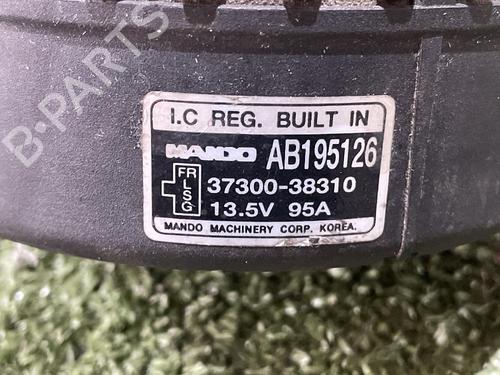 B-PARTS
I.C REG. BUILT IN
MANDO AB195126
FR
L
S
G
37300-38310
13.5V 95A
MANDO MACHINERY CORP. KOREA.